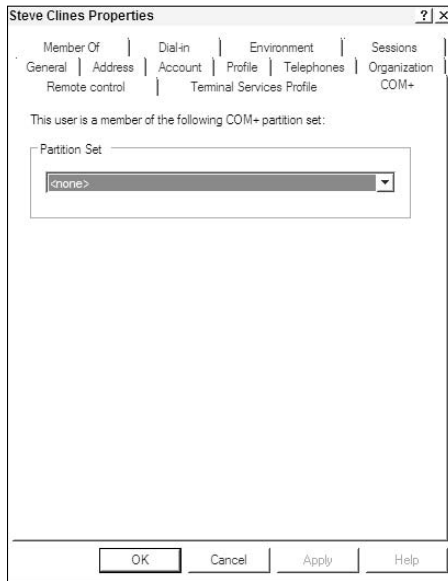 Steve Clines Properties ? X
Member Of Dial-in Environment Sessions
General Address Account Profile Telephones Organization
Remote control Terminal Services Profile COM+
This user is a member of the following COM+ partition set:
Partition Set
<none>
OK Cancel Apply Help